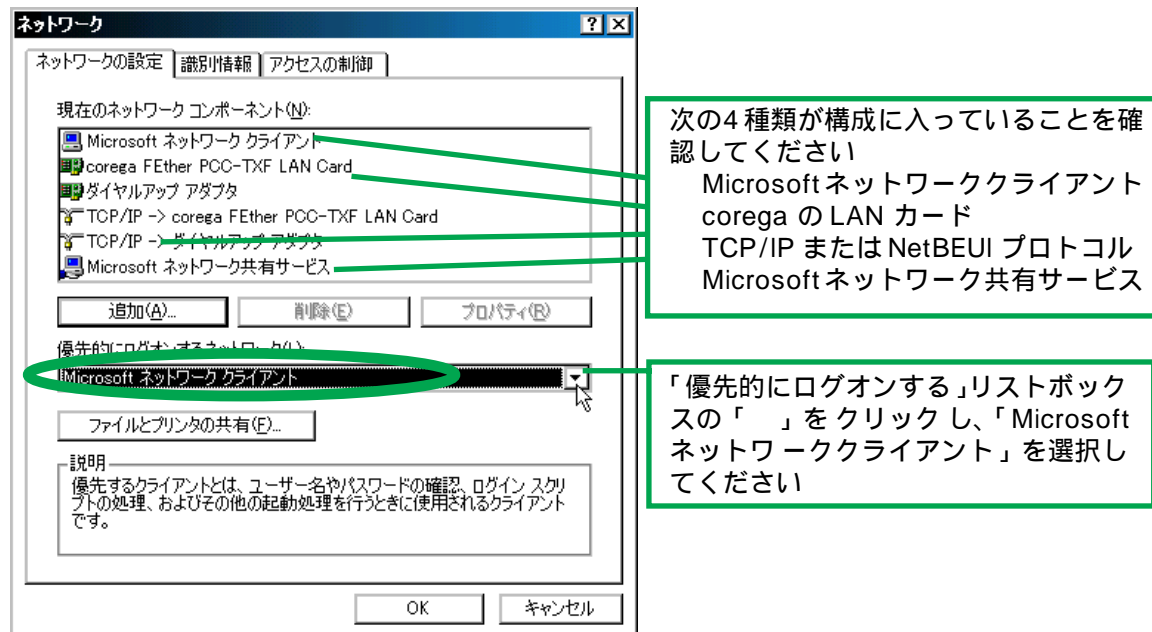 ネットワーク
ネットワークの設定 識別情報 アクセスの制御
現在のネットワーク コンポーネント(N):
Microsoft ネットワーク クライアント
corega FEther PCC-TXF LAN Card
ダイヤルアップ アダプタ
TCP/IP -> corega FEther PCC-TXF LAN Card
TCP/IP -> ダイヤルアップ アダプタ
Microsoft ネットワーク共有サービス
追加(A)... 削除(E) プロパティ(R)
優先的にログオンするネットワーク(L):
Microsoft ネットワーク クライアント
ファイルとプリンタの共有(F)...
説明
優先するクライアントとは、ユーザー名やパスワードの確認、ログイン スクリ
プトの処理、およびその他の起動処理を行うときに使用されるクライアント
です。
OK キャンセル
次の4 種類が構成に入っていることを確
認してください
Microsoft ネットワーククライアント
corega の LAN カード
TCP/IP または NetBEUI プロトコル
Microsoft ネットワーク共有サービス
「優先的にログオンする」リストボック
スの「 」をクリックし、「Microsoft
ネットワーククライアント」を選択し
てください